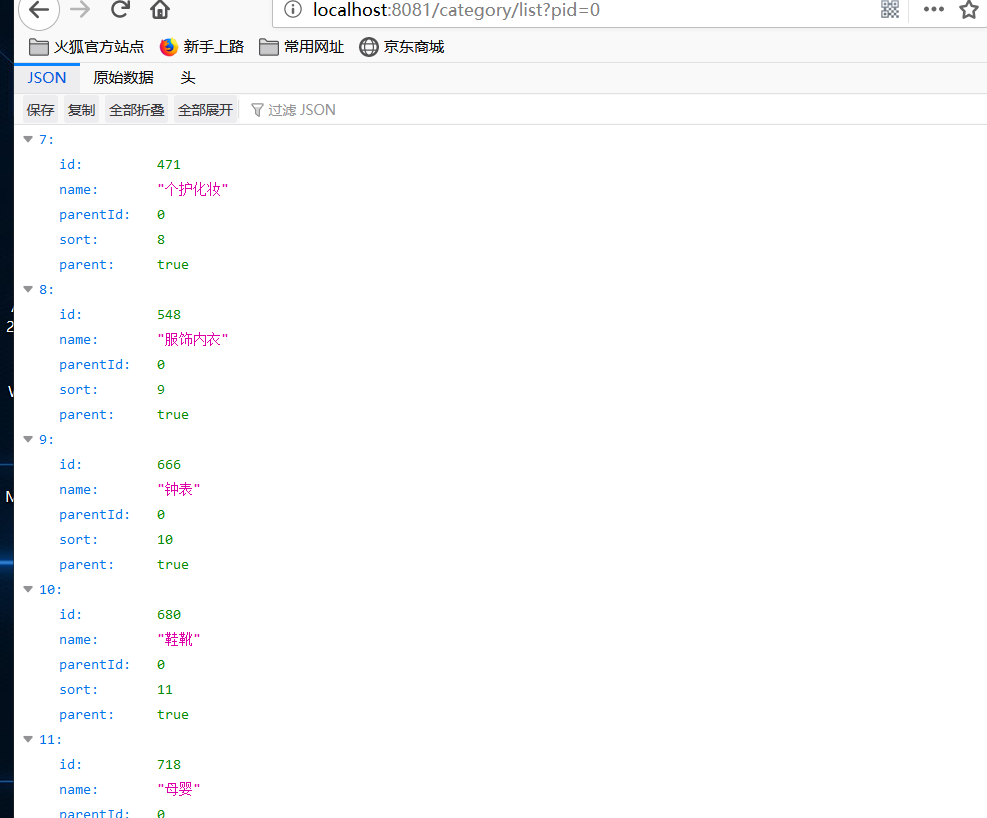 localhost:8081/category/list?pid=0
火狐官方站点 新手上路 常用网址 京东商城
JSON 原始数据 头
保存 复制 全部折叠 全部展开 过滤 JSON
7:
id: 471
name: "个护化妆"
parentId: 0
sort: 8
parent: true
8:
id: 548
name: "服饰内衣"
parentId: 0
sort: 9
parent: true
9:
id: 666
name: "钟表"
parentId: 0
sort: 10
parent: true
10:
id: 680
name: "鞋靴"
parentId: 0
sort: 11
parent: true
11:
id: 718
name: "母婴"
parentId: 0